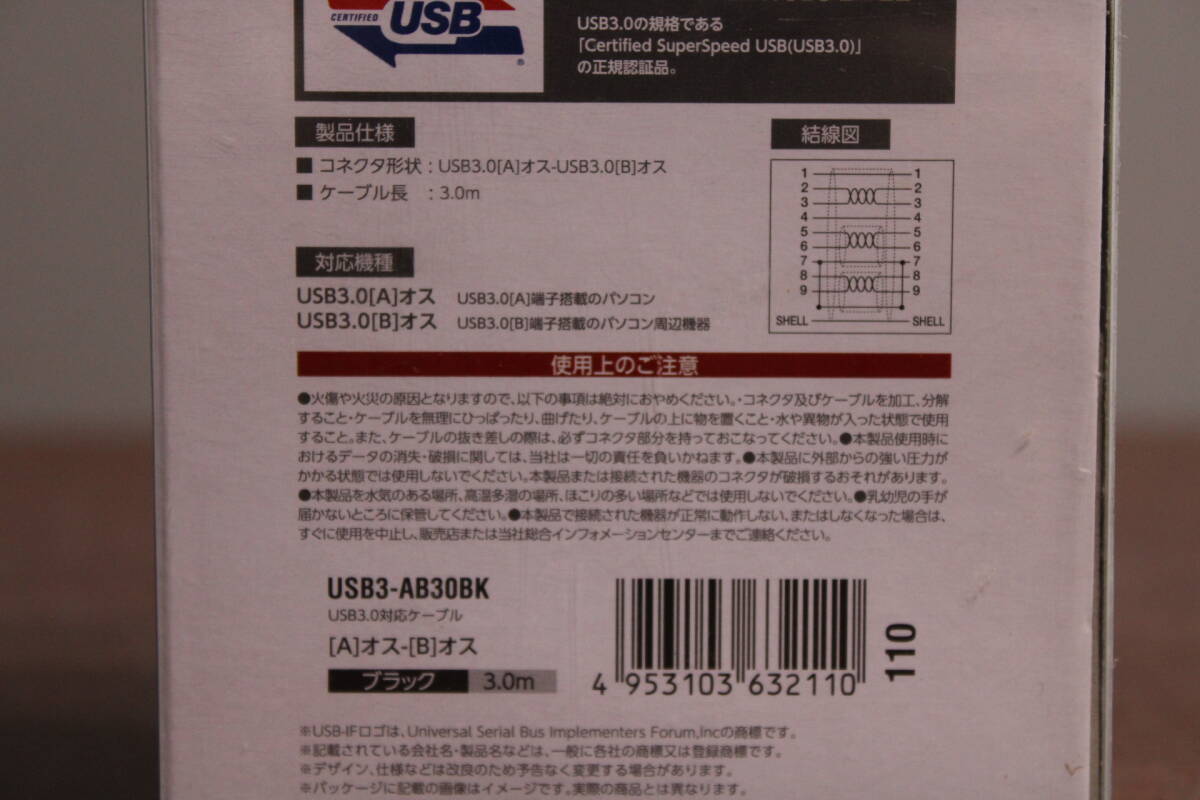 CERTIFIED
USB
®
USB3.0の規格である
「Certified SuperSpeed USB(USB3.0)」
の正規認証品。
製品仕様
■ コネクタ形状 : USB3.0[A]オス-USB3.0[B]オス
■ ケーブル長 : 3.0m
結線図
1 1
2 2
3 3
4 4
5 5
6 6
7 7
8 8
9 9
SHELL SHELL
対応機種
USB3.0[A]オス USB3.0[A]端子搭載のパソコン
USB3.0[B]オス USB3.0[B]端子搭載のパソコン周辺機器
使用上のご注意
●火傷や火災の原因となりますので、以下の事項は絶対におやめください。・コネクタ及びケーブルを加工、分解
すること・ケーブルを無理にひっぱったり、曲げたり、ケーブルの上に物を置くこと・水や異物が入った状態で使用
すること。また、ケーブルの抜き差しの際は、必ずコネクタ部分を持っておこなってください。●本製品使用時に
おけるデータの消失・破損に関しては、当社は一切の責任を負いかねます。●本製品に外部からの強い圧力が
かかる状態では使用しないでください。本製品または接続された機器のコネクタが破損するおそれがあります。
●本製品を水気のある場所、高温多湿の場所、ほこりの多い場所などでは使用しないでください。●乳幼児の手が
届かないところに保管してください。●本製品で接続された機器が正常に動作しない、またはしなくなった場合は、
すぐに使用を中止し、販売店または当社総合インフォメーションセンターまでご連絡ください。
USB3-AB30BK
USB3.0対応ケーブル
[A]オス-[B]オス
ブラック 3.0m
4 953103 632110
110
※USB-IFロゴは、Universal Serial Bus Implementers Forum,Incの商標です。
※記載されている会社名・製品名などは、一般に各社の商標又は登録商標です。
※デザイン、仕様などは改良のため予告なく変更する場合があります。
※パッケージに記載の画像はイメージです。実際の商品とは異なります。